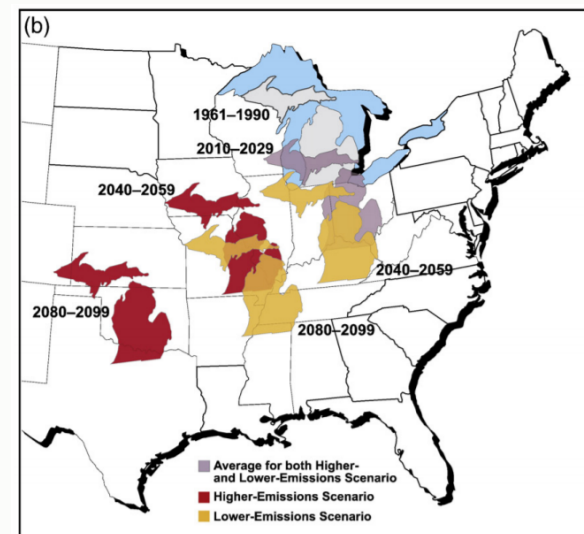 (b)
1961–1990
2010–2029
2040–2059
2040–2059
2080–2099
2080–2099
Average for both Higher-
and Lower-Emissions Scenario
Higher-Emissions Scenario
Lower-Emissions Scenario